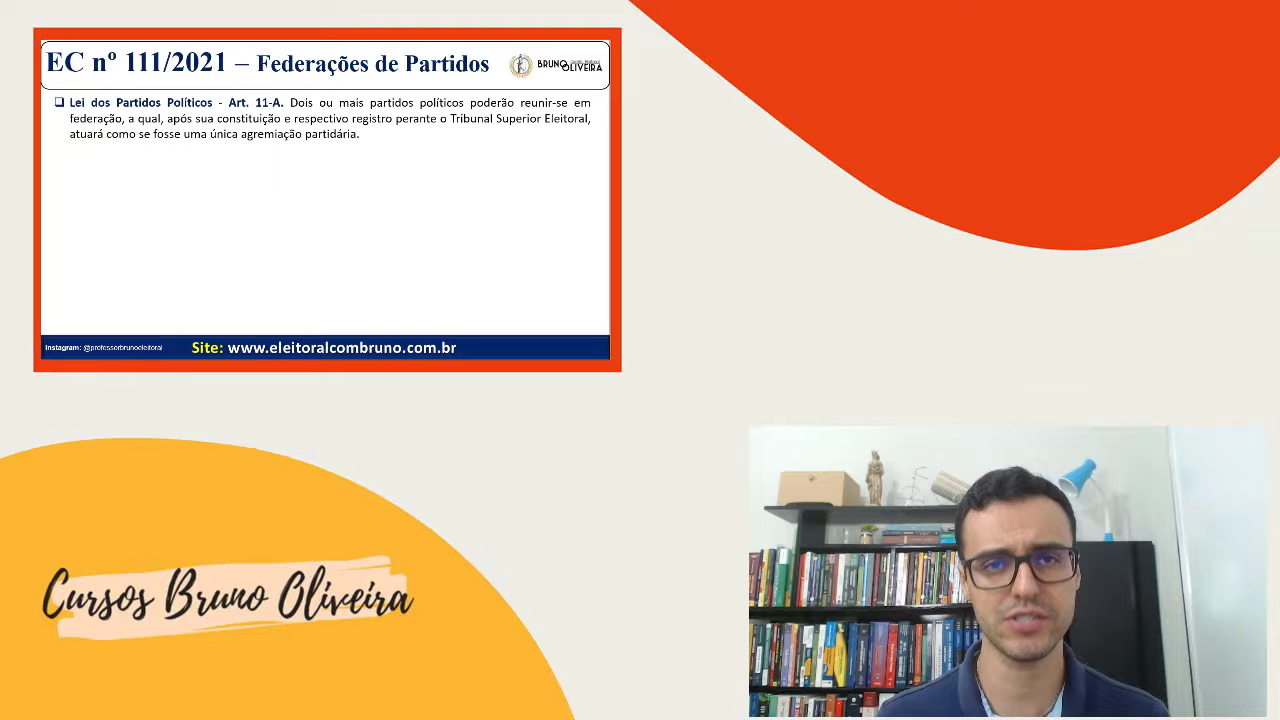 EC nº 111/2021 – Federações de Partidos
BRUNO OLIVEIRA
Lei dos Partidos Políticos - Art. 11-A. Dois ou mais partidos políticos poderão reunir-se em
federação, a qual, após sua constituição e respectivo registro perante o Tribunal Superior Eleitoral,
atuará como se fosse uma única agremiação partidária.
Instagram: @professorbrunoeleitoral
Site: www.eleitoralcombruno.com.br
Cursos Bruno Oliveira